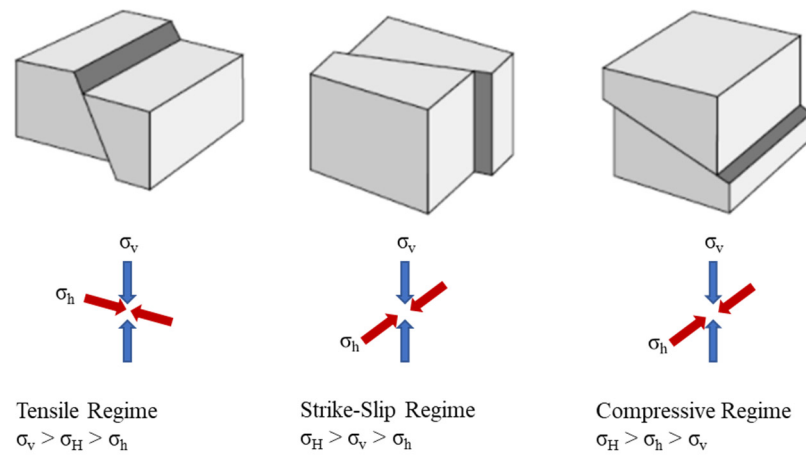 σv
σh
σv
σh
σv
σh
Tensile Regime
σv > σH > σh
Strike-Slip Regime
σH > σv > σh
Compressive Regime
σH > σh > σv